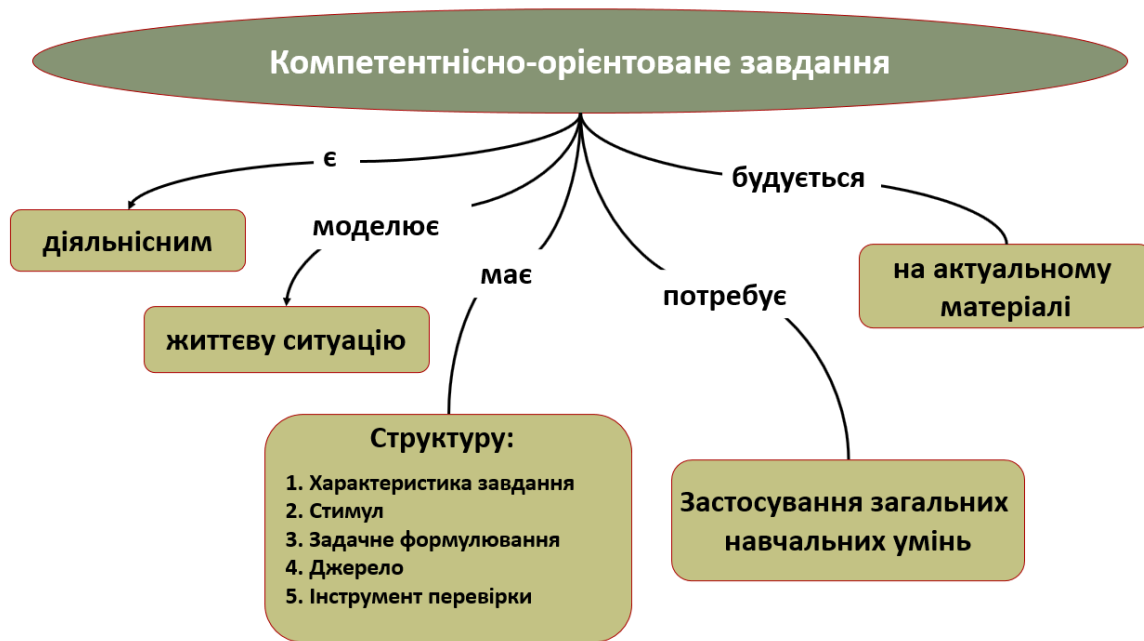 Компетентнісно-орієнтоване завдання
є
діяльнісним
моделює
життєву ситуацію
має
Структуру:
1. Характеристика завдання
2. Стимул
3. Задачне формулювання
4. Джерело
5. Інструмент перевірки
потребує
Застосування загальних
навчальних умінь
будується
на актуальному
матеріалі